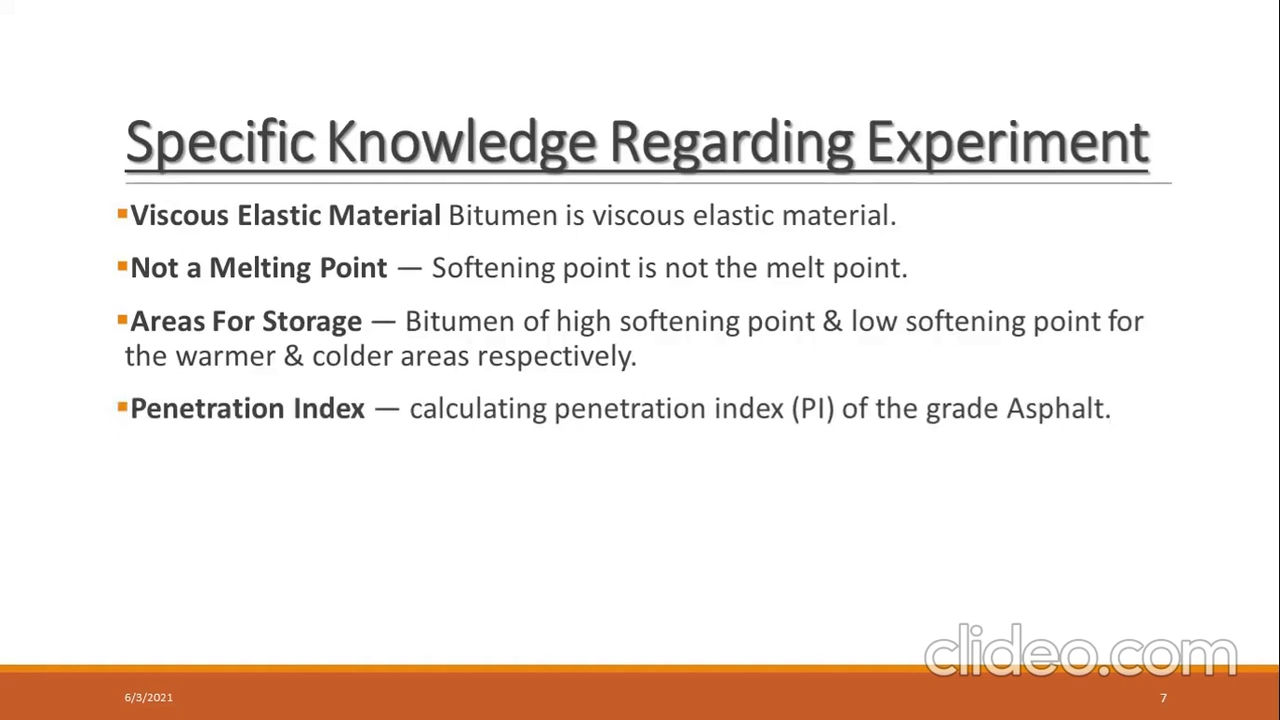 Specific Knowledge Regarding Experiment
▪Viscous Elastic Material Bitumen is viscous elastic material.
▪Not a Melting Point — Softening point is not the melt point.
▪Areas For Storage — Bitumen of high softening point & low softening point for
the warmer & colder areas respectively.
▪Penetration Index — calculating penetration index (PI) of the grade Asphalt.
clideo.com
6/3/2021
7